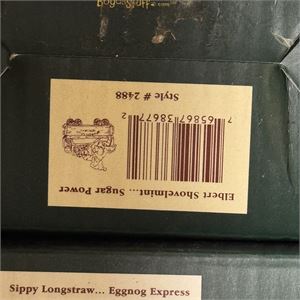 Elbert Shovelmint... Sugar Power
7 65867 38677 2
Style # 2488
Sippy Longstraw... Eggnog Express